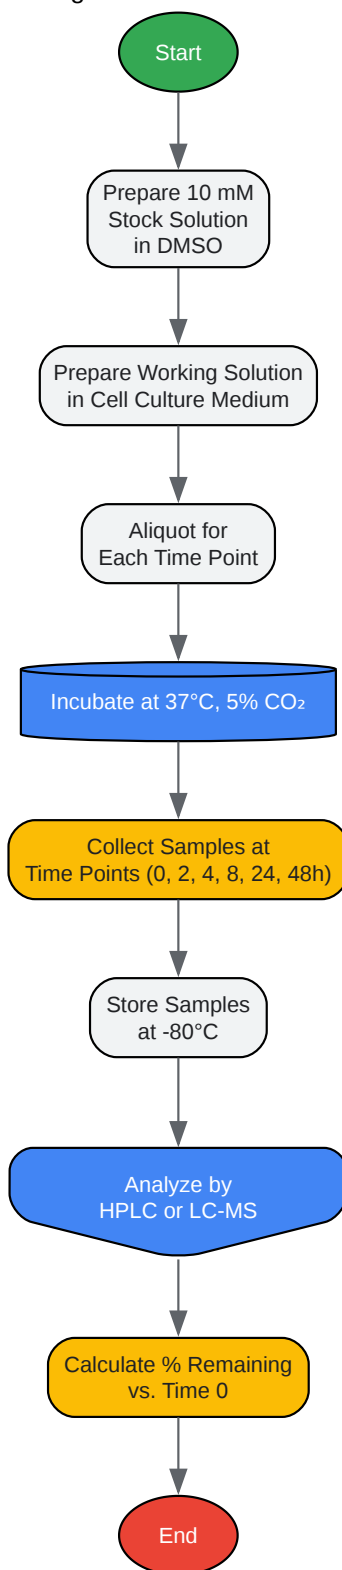 Start
Prepare 10 mM
Stock Solution
in DMSO
Prepare Working Solution
in Cell Culture Medium
Aliquot for
Each Time Point
Incubate at 37°C, 5% CO₂
Collect Samples at
Time Points (0, 2, 4, 8, 24, 48h)
Store Samples
at -80°C
Analyze by
HPLC or LC-MS
Calculate % Remaining
vs. Time 0
End